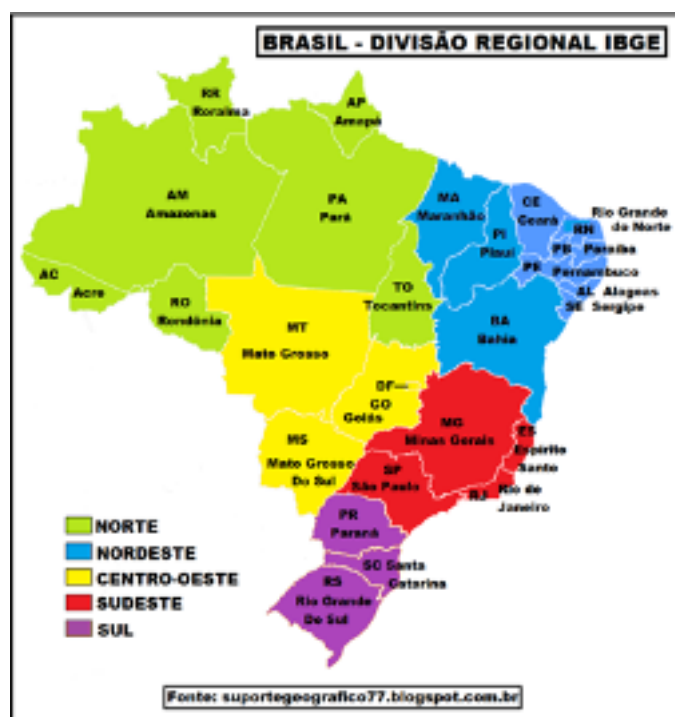 BRASIL - DIVISÃO REGIONAL IBGE
RR
Roraima
AP
Amapá
AM
Amazonas
PA
Pará
MA
Maranhão
CE
Ceará
Rio Grande
do Norte
RN
PI
Piauí
PB Paraíba
PE Pernambuco
AL Alagoas
SE Sergipe
AC
Acre
RO
Rondônia
TO
Tocantins
BA
Bahia
MT
Mato Grosso
DF
GO
Goiás
MG
Minas Gerais
ES
Espírito
Santo
MS
Mato Grosso
Do Sul
SP
São Paulo
RJ Rio de
Janeiro
PR
Paraná
SC Santa
Catarina
RS
Rio Grande
Do Sul
NORTE
NORDESTE
CENTRO-OESTE
SUDESTE
SUL
Fonte: suportegeografico77.blogspot.com.br